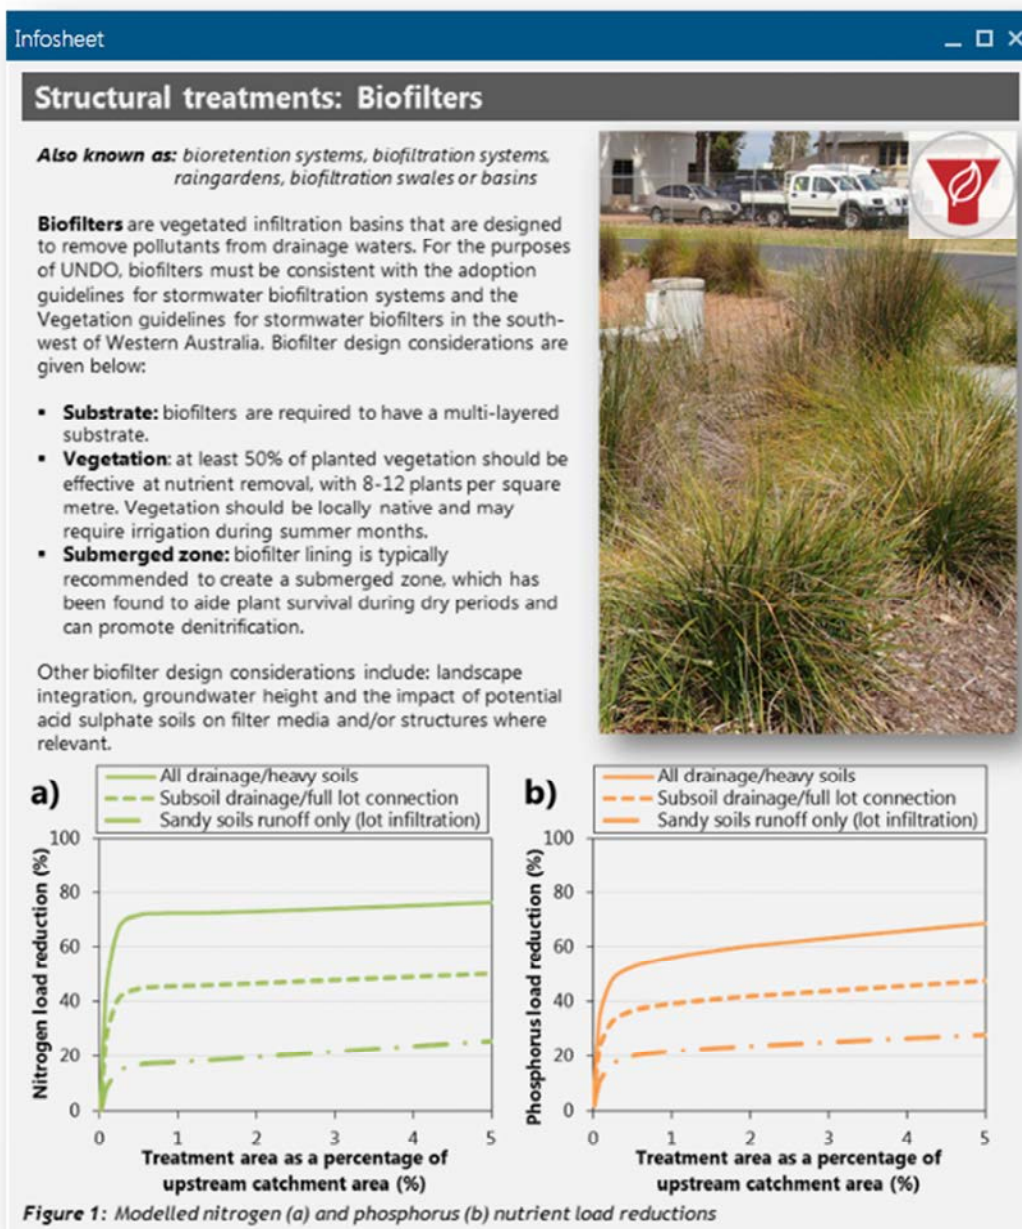 Infosheet
Structural treatments: Biofilters
Also known as: bioretention systems, biofiltration systems,
raingardens, biofiltration swales or basins
Biofilters are vegetated infiltration basins that are designed
to remove pollutants from drainage waters. For the purposes
of UNDO, biofilters must be consistent with the adoption
guidelines for stormwater biofiltration systems and the
Vegetation guidelines for stormwater biofilters in the south-
west of Western Australia. Biofilter design considerations are
given below:
▪ Substrate: biofilters are required to have a multi-layered
substrate.
▪ Vegetation: at least 50% of planted vegetation should be
effective at nutrient removal, with 8-12 plants per square
metre. Vegetation should be locally native and may
require irrigation during summer months.
▪ Submerged zone: biofilter lining is typically
recommended to create a submerged zone, which has
been found to aide plant survival during dry periods and
can promote denitrification.
Other biofilter design considerations include: landscape
integration, groundwater height and the impact of potential
acid sulphate soils on filter media and/or structures where
relevant.
a)
All drainage/heavy soils
Subsoil drainage/full lot connection
Sandy soils runoff only (lot infiltration)
Nitrogen load reduction (%)
100
80
60
40
20
0
0 1 2 3 4 5
Treatment area as a percentage of
upstream catchment area (%)
b)
All drainage/heavy soils
Subsoil drainage/full lot connection
Sandy soils runoff only (lot infiltration)
Phosphorus load reduction (%)
100
80
60
40
20
0
0 1 2 3 4 5
Treatment area as a percentage of
upstream catchment area (%)
Figure 1: Modelled nitrogen (a) and phosphorus (b) nutrient load reductions